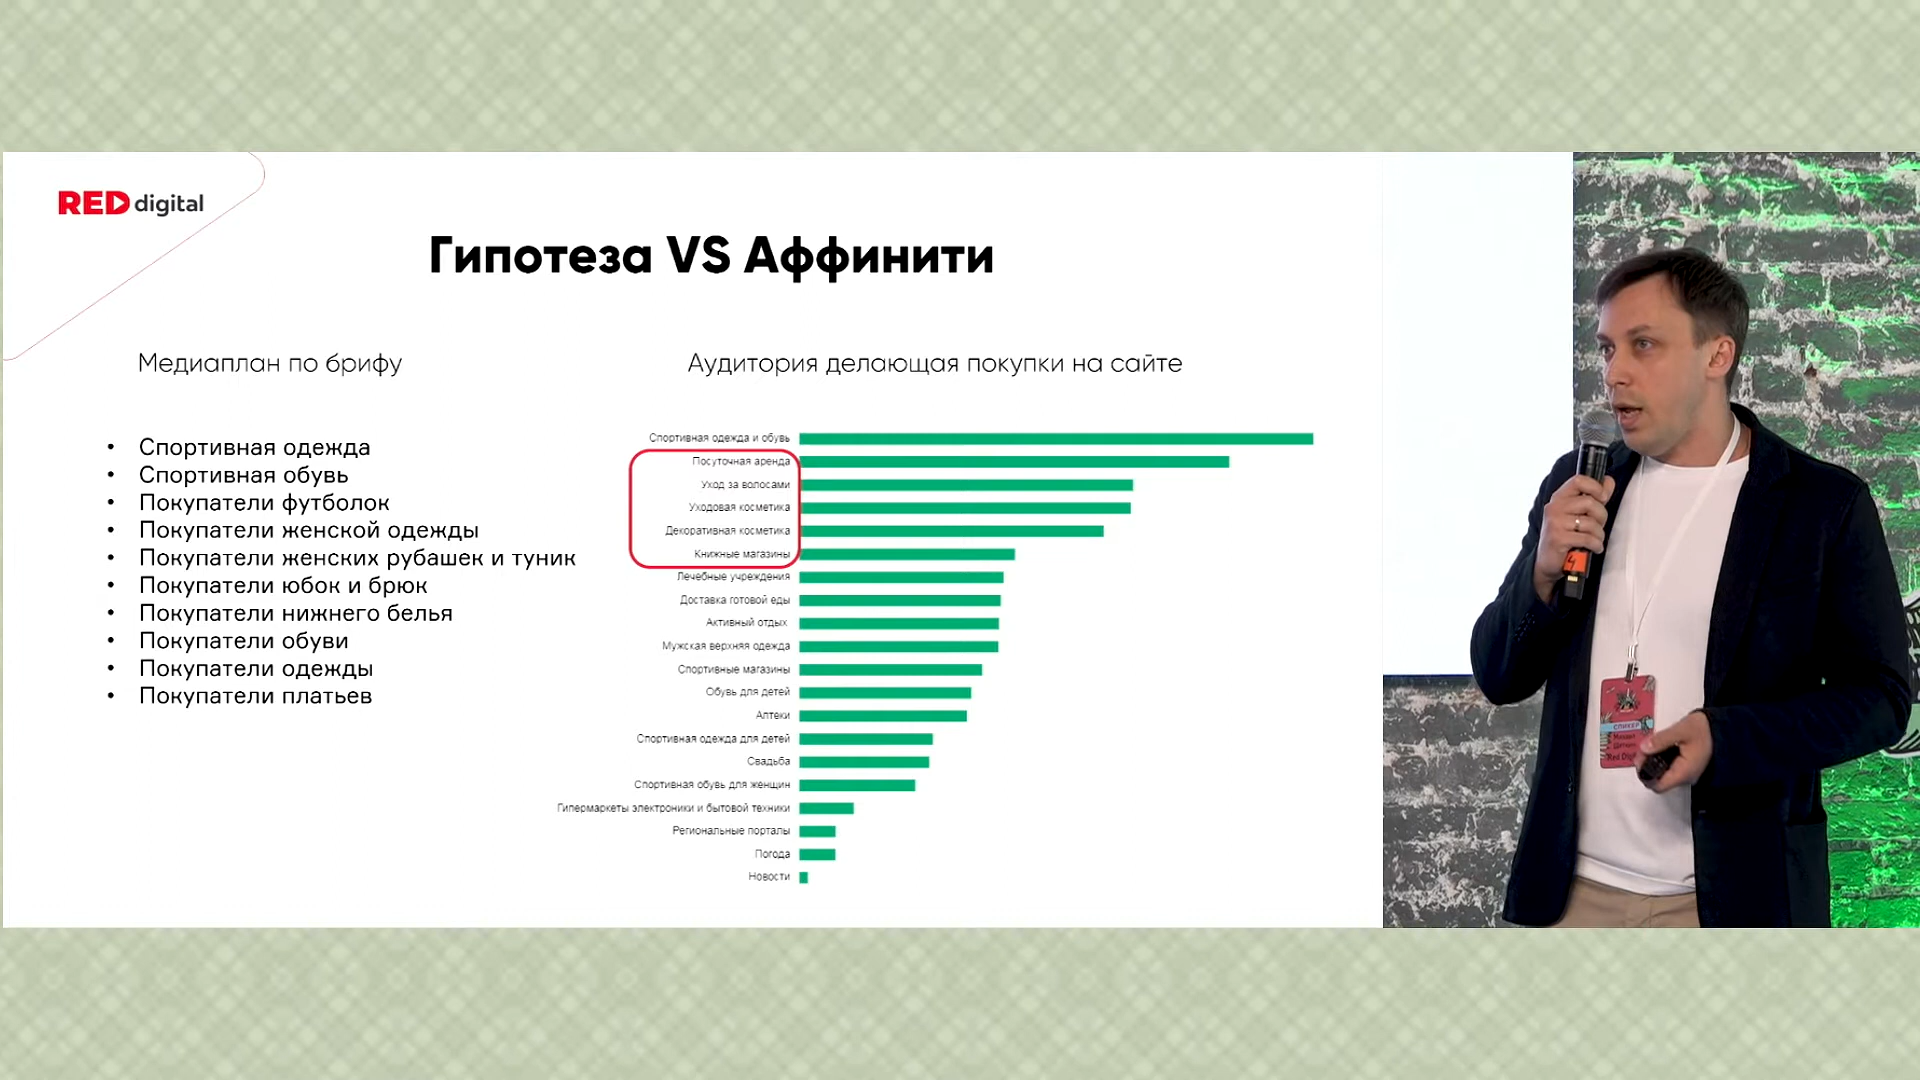 RED digital
Гипотеза VS Аффинити
Медиаплан по брифу
• Спортивная одежда
• Спортивная обувь
• Покупатели футболок
• Покупатели женской одежды
• Покупатели женских рубашек и туник
• Покупатели юбок и брюк
• Покупатели нижнего белья
• Покупатели обуви
• Покупатели одежды
• Покупатели платьев
Аудитория делающая покупки на сайте
Спортивная одежда и обувь
Посуточная аренда
Уход за волосами
Уходовая косметика
Декоративная косметика
Книжные магазины
Лечебные учреждения
Доставка готовой еды
Активный отдых
Мужская верхняя одежда
Спортивные магазины
Обувь для детей
Аптеки
Спортивная одежда для детей
Свадьба
Спортивная обувь для женщин
Гипермаркеты электроники и бытовой техники
Региональные порталы
Погода
Новости
СПИКЕР